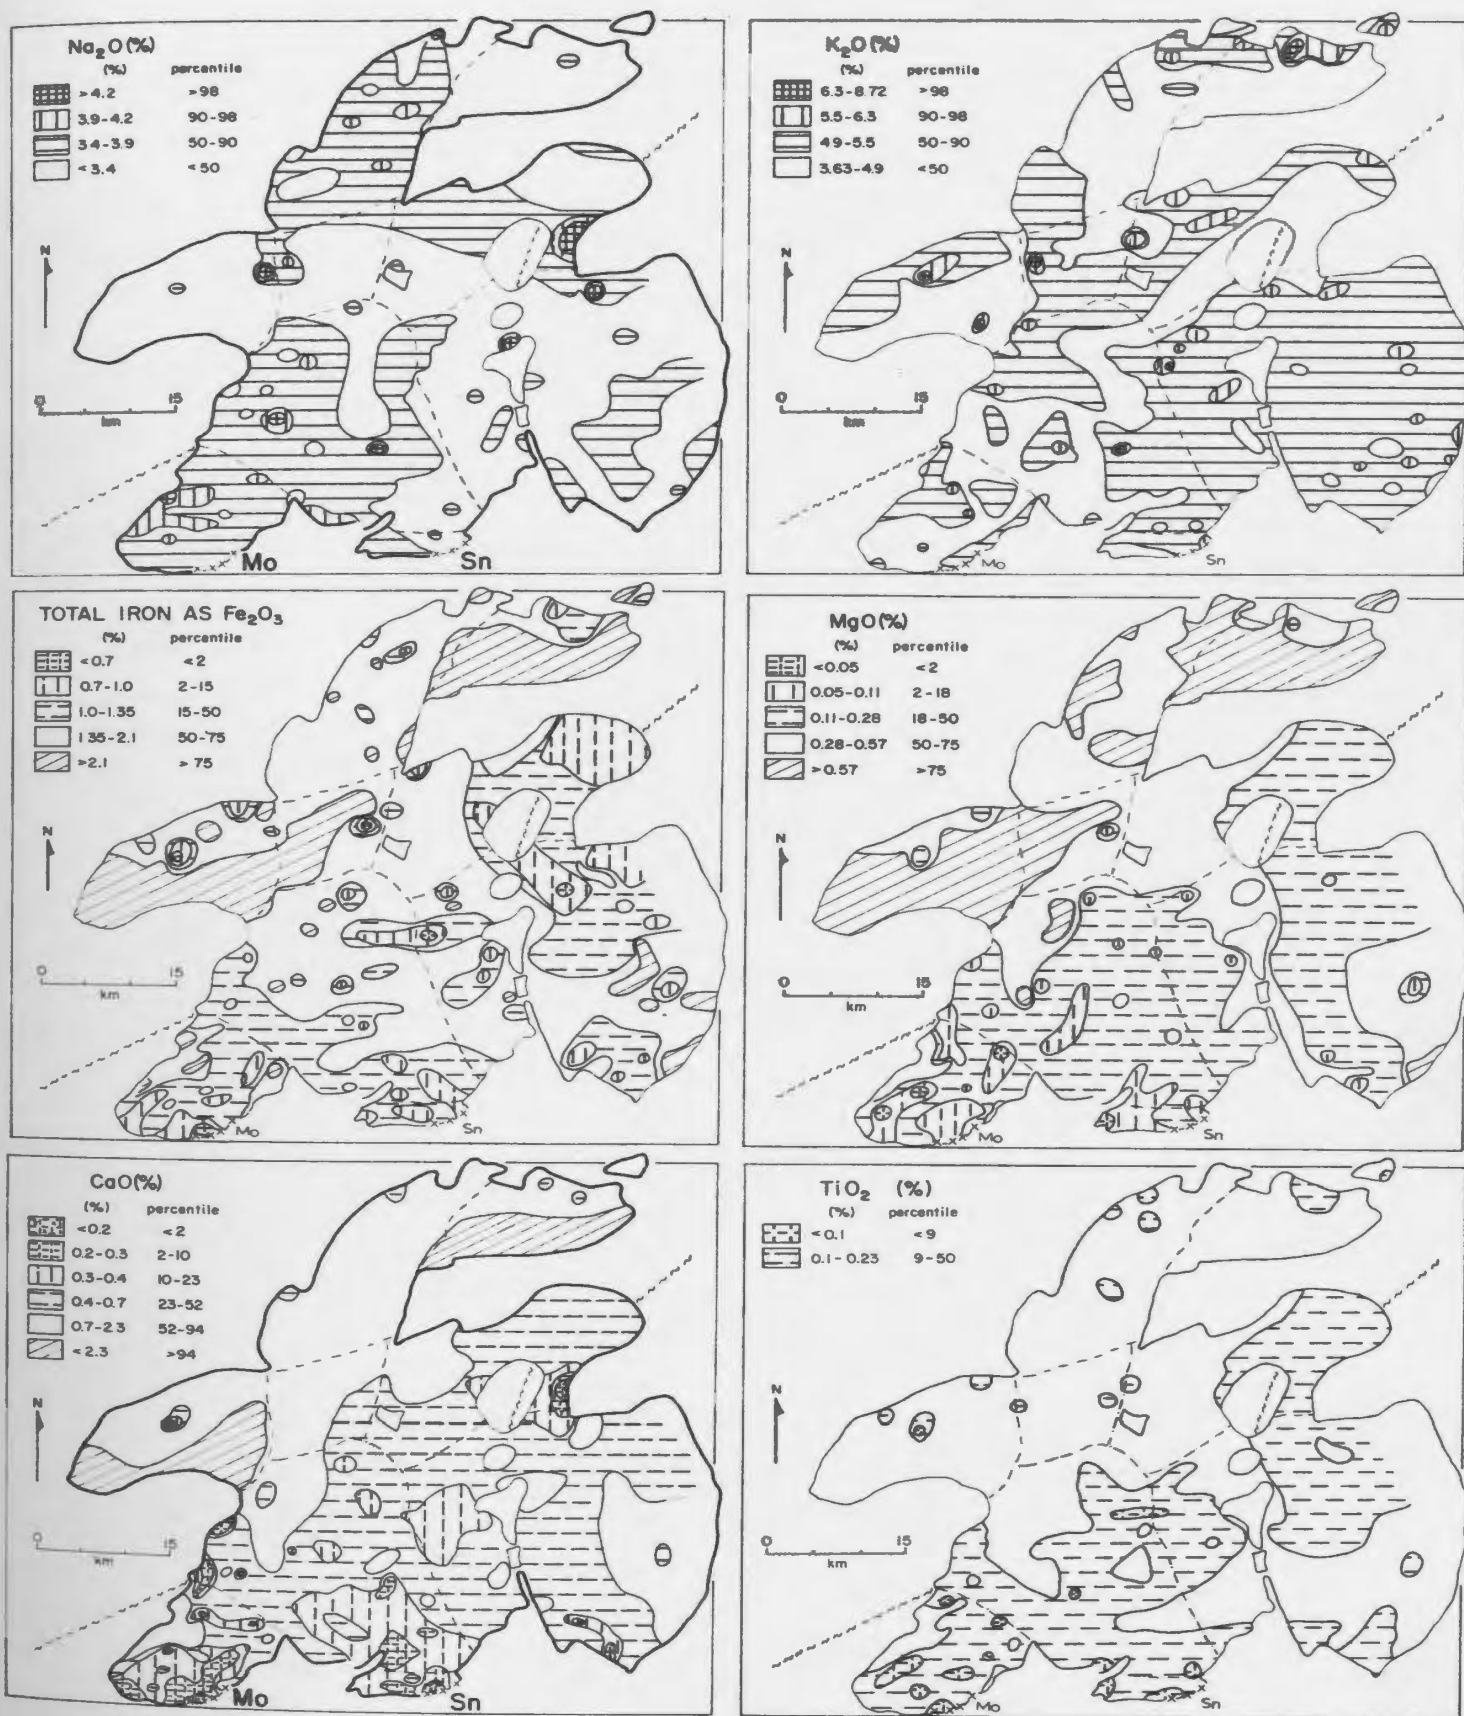 Na₂O (%)
(%) percentile
>4.2 >98
3.9-4.2 90-98
3.4-3.9 50-90
<3.4 <50
N
0 15
km
Mo Sn
K₂O (%)
(%) percentile
6.3-8.72 >98
5.5-6.3 90-98
4.9-5.5 50-90
3.63-4.9 <50
N
0 15
km
Mo Sn
TOTAL IRON AS Fe₂O₃
(%) percentile
<0.7 <2
0.7-1.0 2-15
1.0-1.35 15-50
1.35-2.1 50-75
>2.1 >75
N
0 15
km
Mo Sn
MgO (%)
(%) percentile
<0.05 <2
0.05-0.11 2-18
0.11-0.28 18-50
0.28-0.57 50-75
>0.57 >75
N
0 15
km
Mo Sn
CaO (%)
(%) percentile
<0.2 <2
0.2-0.3 2-10
0.3-0.4 10-23
0.4-0.7 23-52
0.7-2.3 52-94
<2.3 >94
N
0 15
km
Mo Sn
TiO₂ (%)
(%) percentile
<0.1 <9
0.1-0.23 9-50
N
0 15
km
Mo Sn